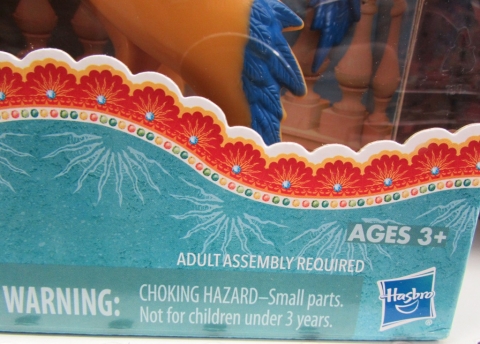 AGES 3+
ADULT ASSEMBLY REQUIRED
WARNING: CHOKING HAZARD–Small parts.
Not for children under 3 years.
Hasbro